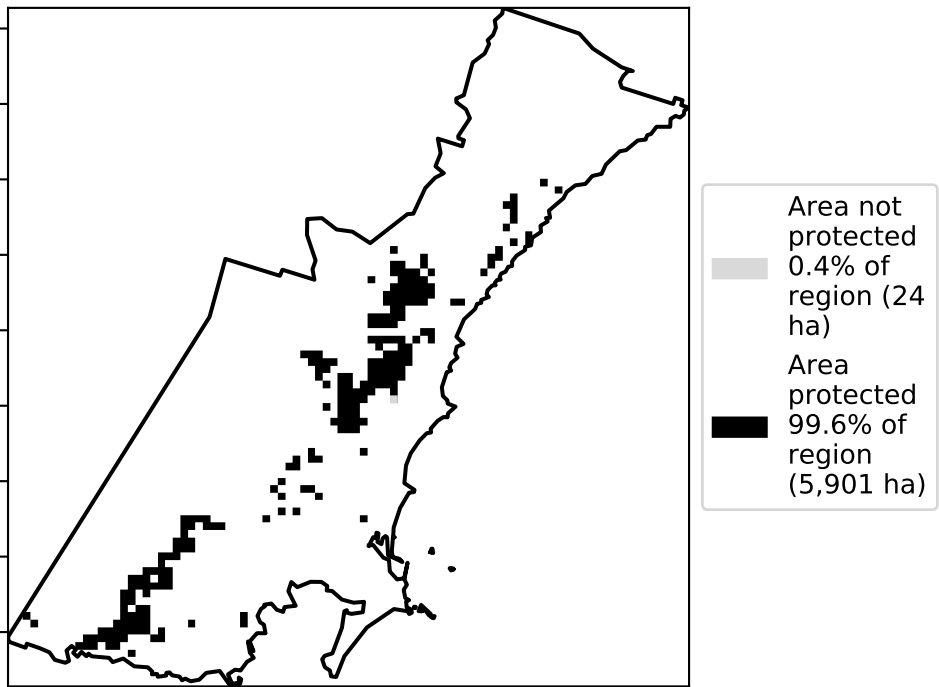 Area not
protected
0.4% of
region (24
ha)
Area
protected
99.6% of
region
(5,901 ha)